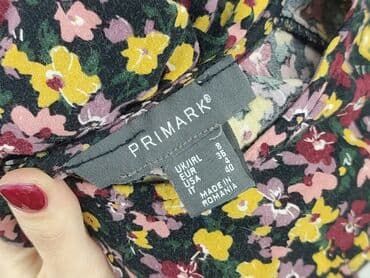 PRIMARK®
UK/IRL 8
EUR 36
USA 4
IT 40
MADE IN
ROMANIA